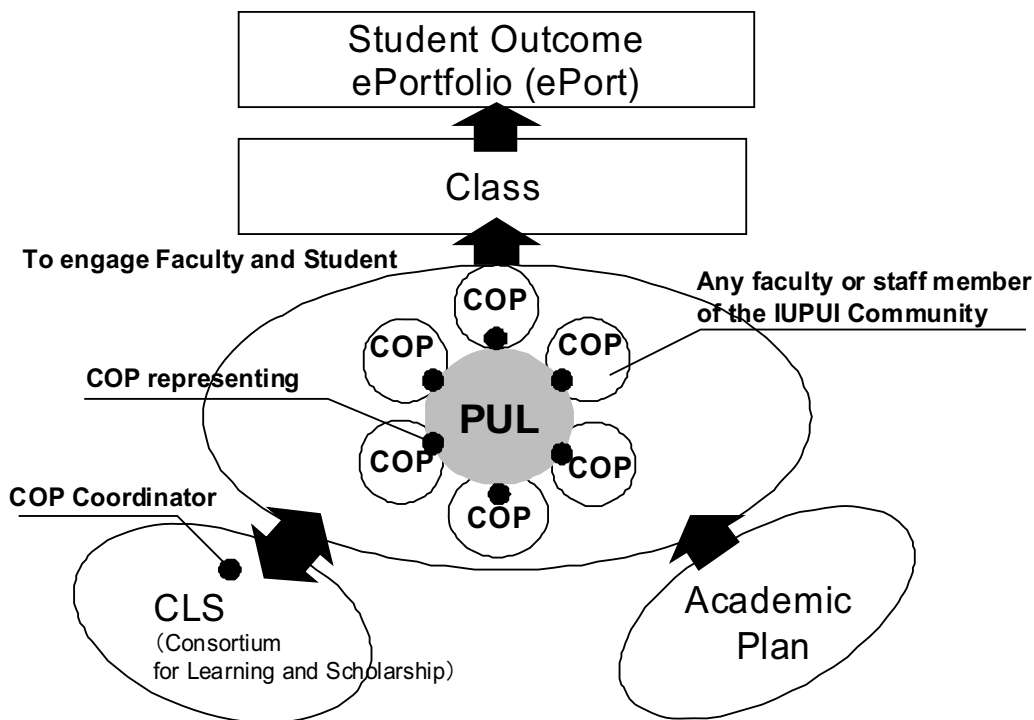 Student Outcome
ePortfolio (ePort)
Class
To engage Faculty and Student
Any faculty or staff member
of the IUPUI Community
COP
COP
COP
COP representing
PUL
COP
COP
COP
COP Coordinator
CLS
（Consortium
for Learning and Scholarship）
Academic
Plan